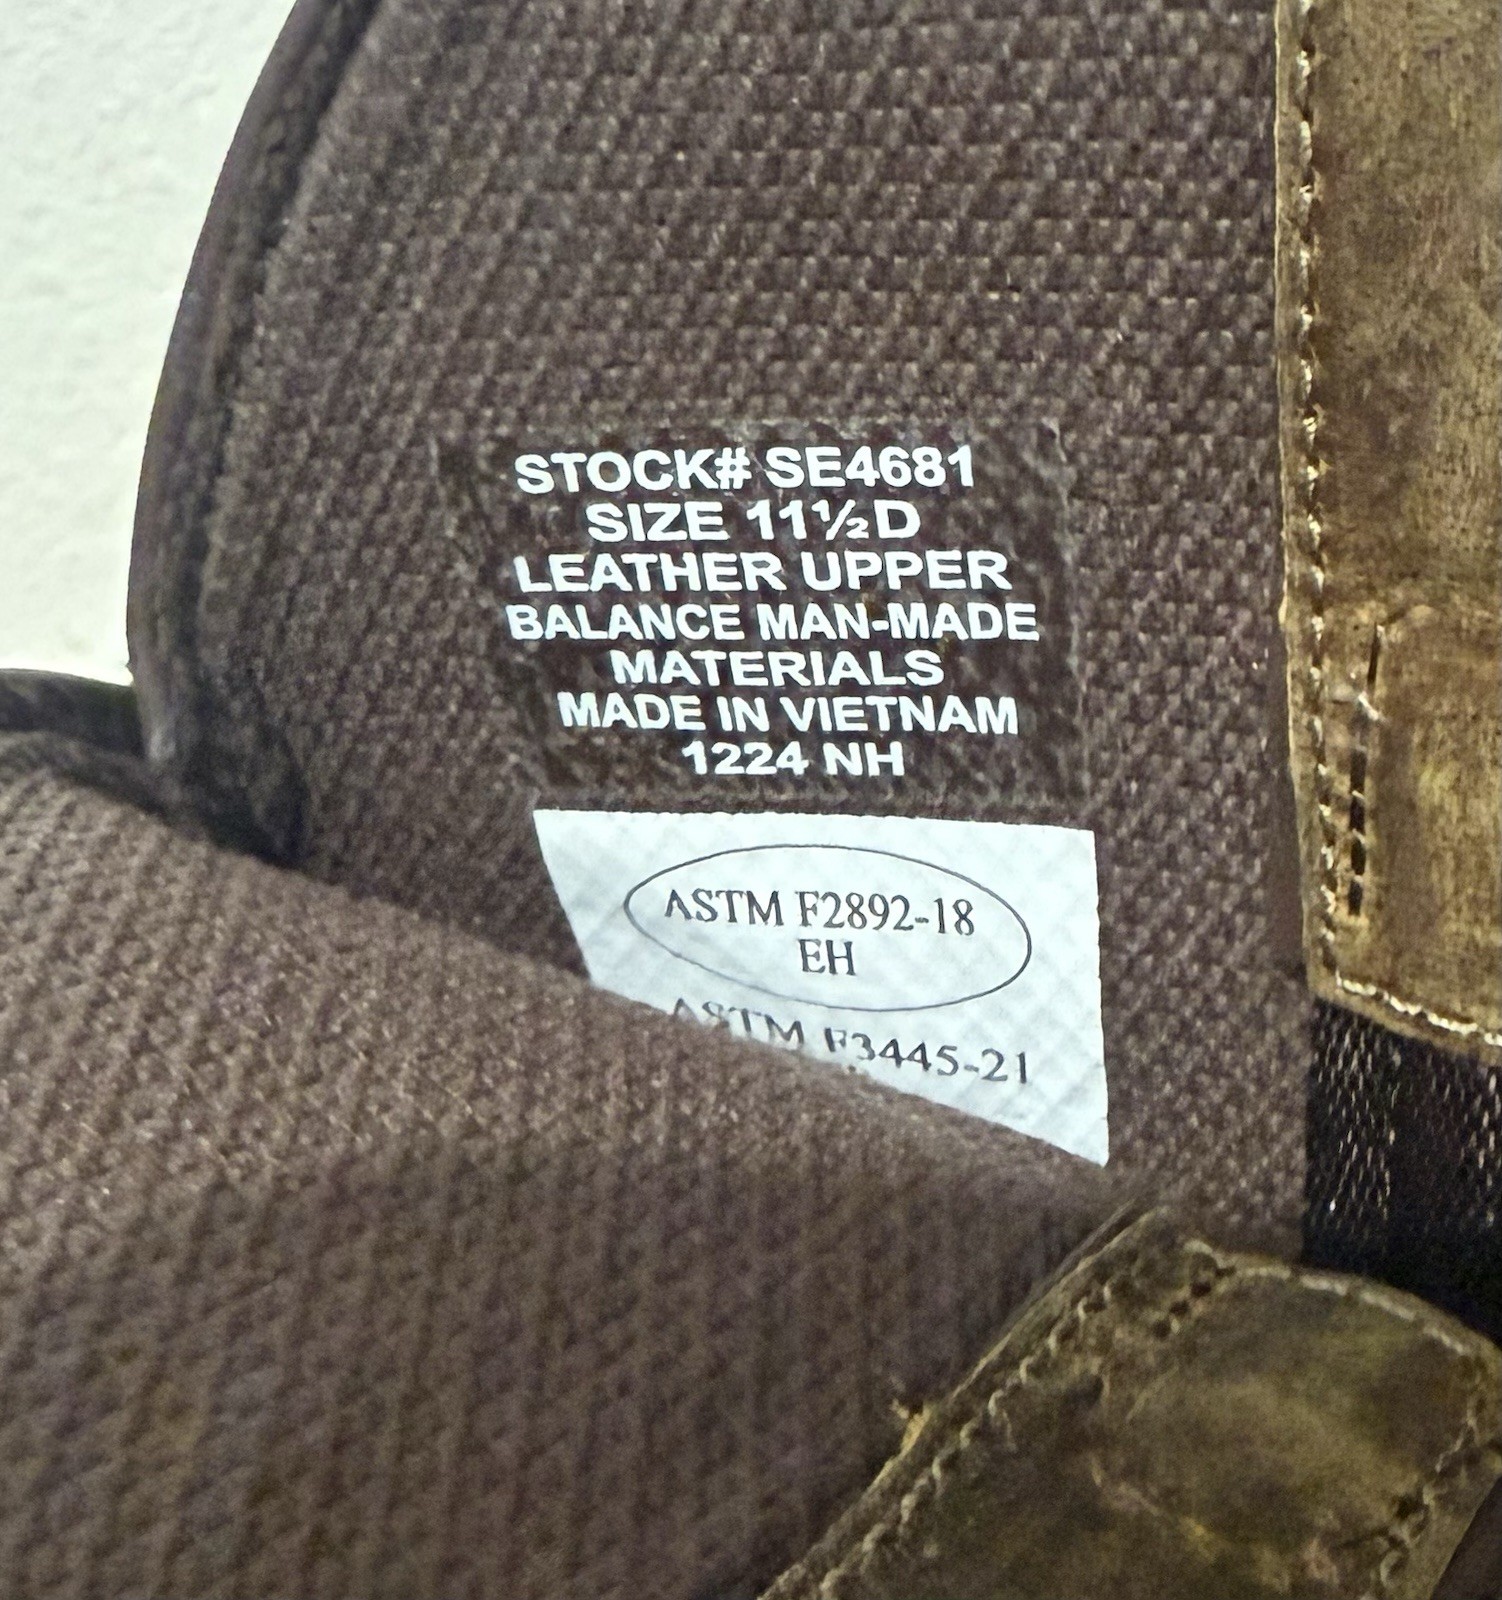 STOCK# SE4681
SIZE 11½D
LEATHER UPPER
BALANCE MAN-MADE
MATERIALS
MADE IN VIETNAM
1224 NH
ASTM F2892-18
EH
ASTM F3445-21